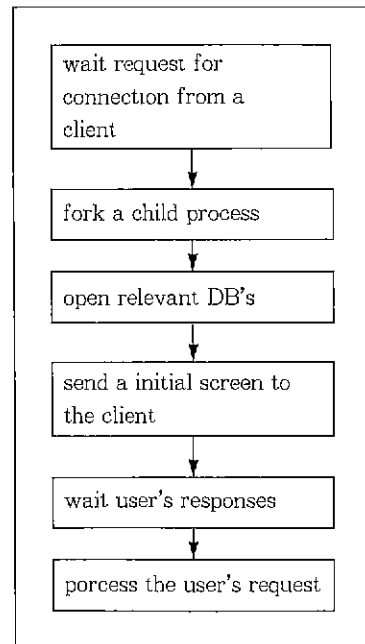 wait request for
connection from a
client
fork a child process
open relevant DB's
send a initial screen to
the client
wait user's responses
porcess the user's request